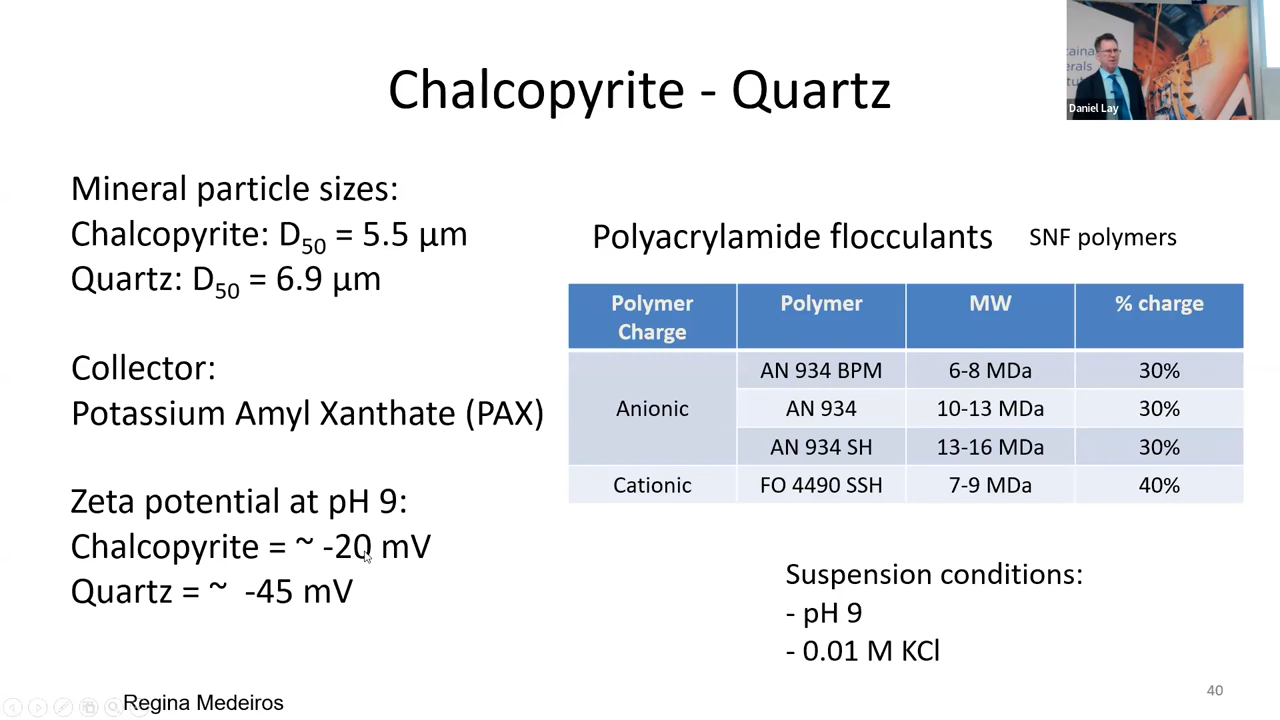 Chalcopyrite - Quartz
Daniel Lay
Mineral particle sizes:
Chalcopyrite: D50 = 5.5 µm
Quartz: D50 = 6.9 µm
Collector:
Potassium Amyl Xanthate (PAX)
Zeta potential at pH 9:
Chalcopyrite = ~ -20 mV
Quartz = ~ -45 mV
Polyacrylamide flocculants SNF polymers
Polymer Charge Polymer MW % charge
Anionic AN 934 BPM 6-8 MDa 30%
AN 934 10-13 MDa 30%
AN 934 SH 13-16 MDa 30%
Cationic FO 4490 SSH 7-9 MDa 40%
Suspension conditions:
- pH 9
- 0.01 M KCl
Regina Medeiros
40